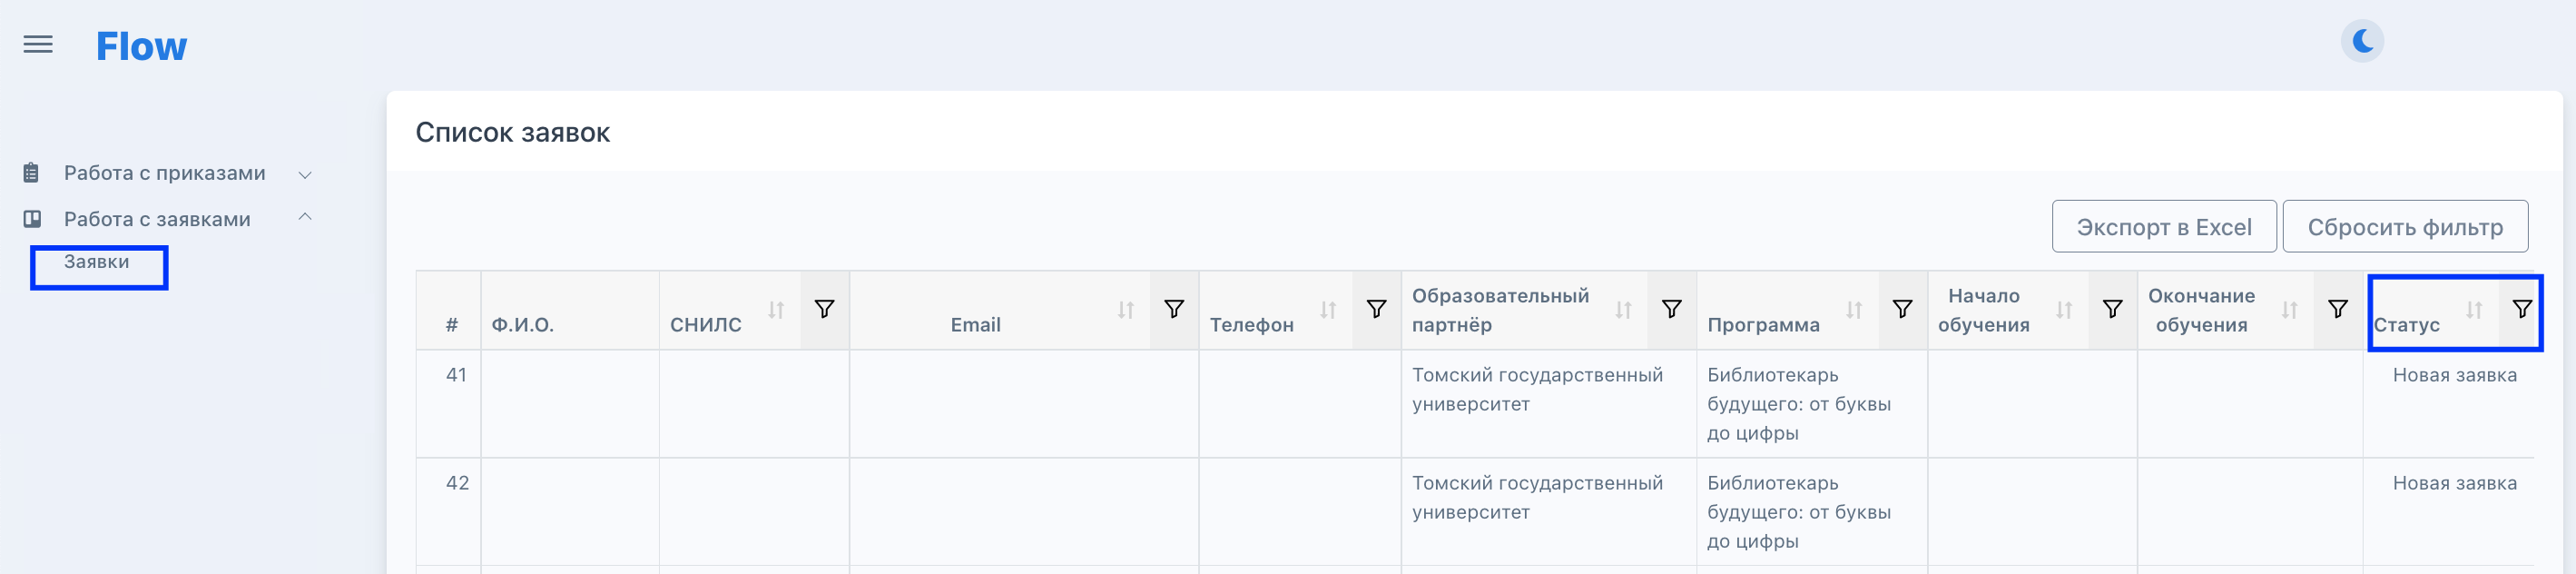 Flow
Список заявок
Работа с приказами
Работа с заявками
Заявки
Экспорт в Excel
Сбросить фильтр
#
Ф.И.О.
СНИЛС
Email
Телефон
Образовательный
партнёр
Программа
Начало
обучения
Окончание
обучения
Статус
41
Томский государственный
университет
Библиотекарь
будущего: от буквы
до цифры
Новая заявка
42
Томский государственный
университет
Библиотекарь
будущего: от буквы
до цифры
Новая заявка